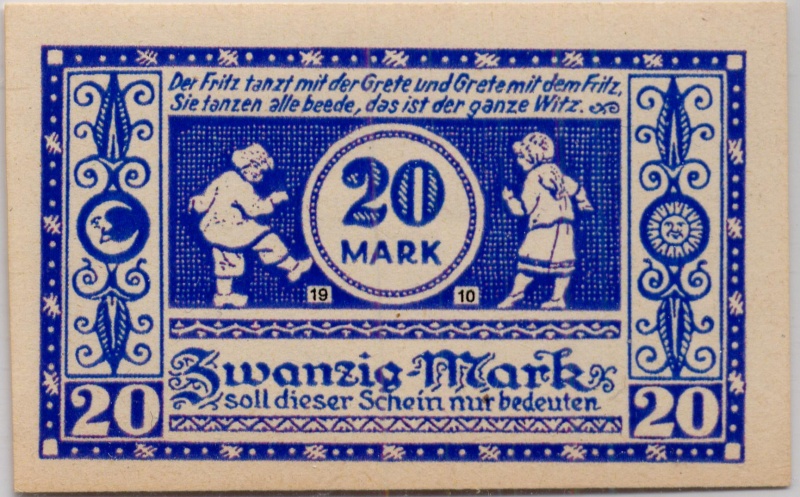 Der Fritz tanzt mit der Grete und Grete mit dem Fritz,
Sie tanzen alle beede, das ist der ganze Witz.
20
MARK
19 10
Zwanzig-Mark
soll dieser Schein nur bedeuten
20 20